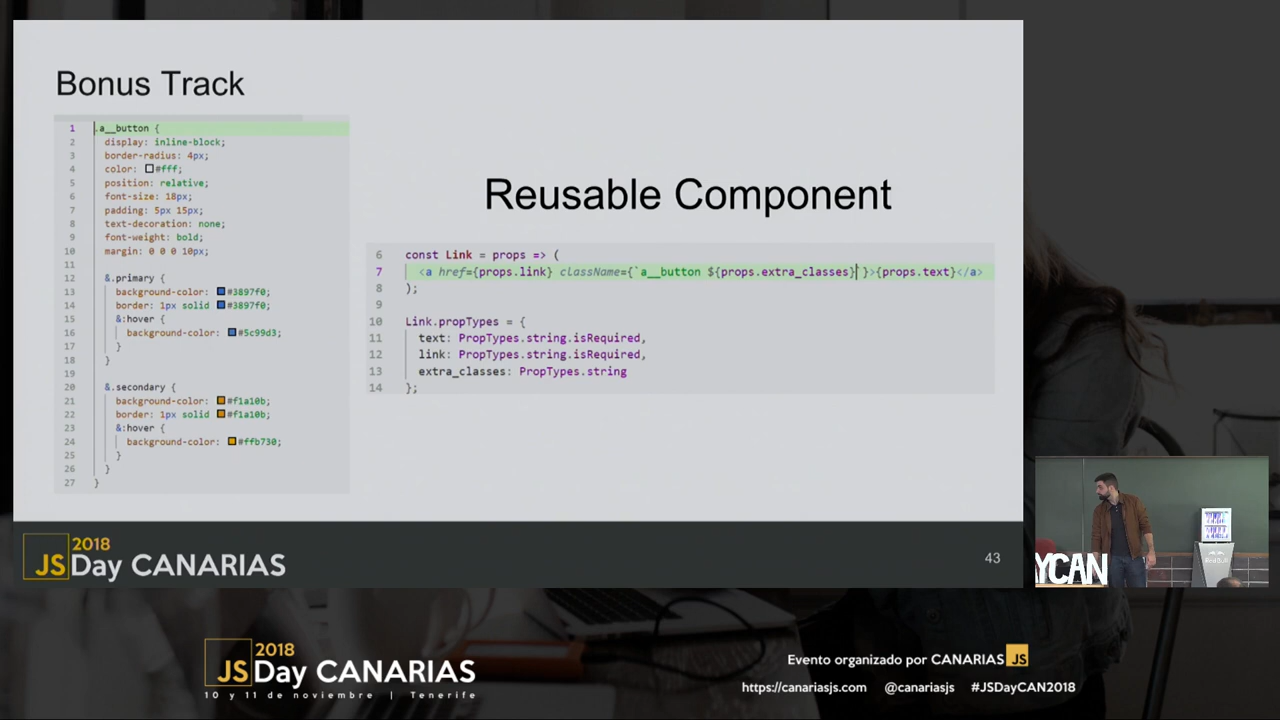 Bonus Track
1 .a__button {
2 display: inline-block;
3 border-radius: 4px;
4 color: #fff;
5 position: relative;
6 font-size: 18px;
7 padding: 5px 15px;
8 text-decoration: none;
9 font-weight: bold;
10 margin: 0 0 0 10px;
11
12 &.primary {
13 background-color: #3897f0;
14 border: 1px solid #3897f0;
15 &:hover {
16 background-color: #5c99d3;
17 }
18 }
19
20 &.secondary {
21 background-color: #f1a10b;
22 border: 1px solid #f1a10b;
23 &:hover {
24 background-color: #ffb730;
25 }
26 }
27 }
Reusable Component
6 const Link = props => (
7 <a href={props.link} className={`a__button ${props.extra_classes}`}>{props.text}</a>
8 );
9
10 Link.propTypes = {
11 text: PropTypes.string.isRequired,
12 link: PropTypes.string.isRequired,
13 extra_classes: PropTypes.string
14 };
2018
JSDay CANARIAS
43
YCAN
2018
JSDay CANARIAS
10 y 11 de noviembre | Tenerife
Evento organizado por CANARIAS JS
https://canariasjs.com @canariasjs #JSDayCAN2018